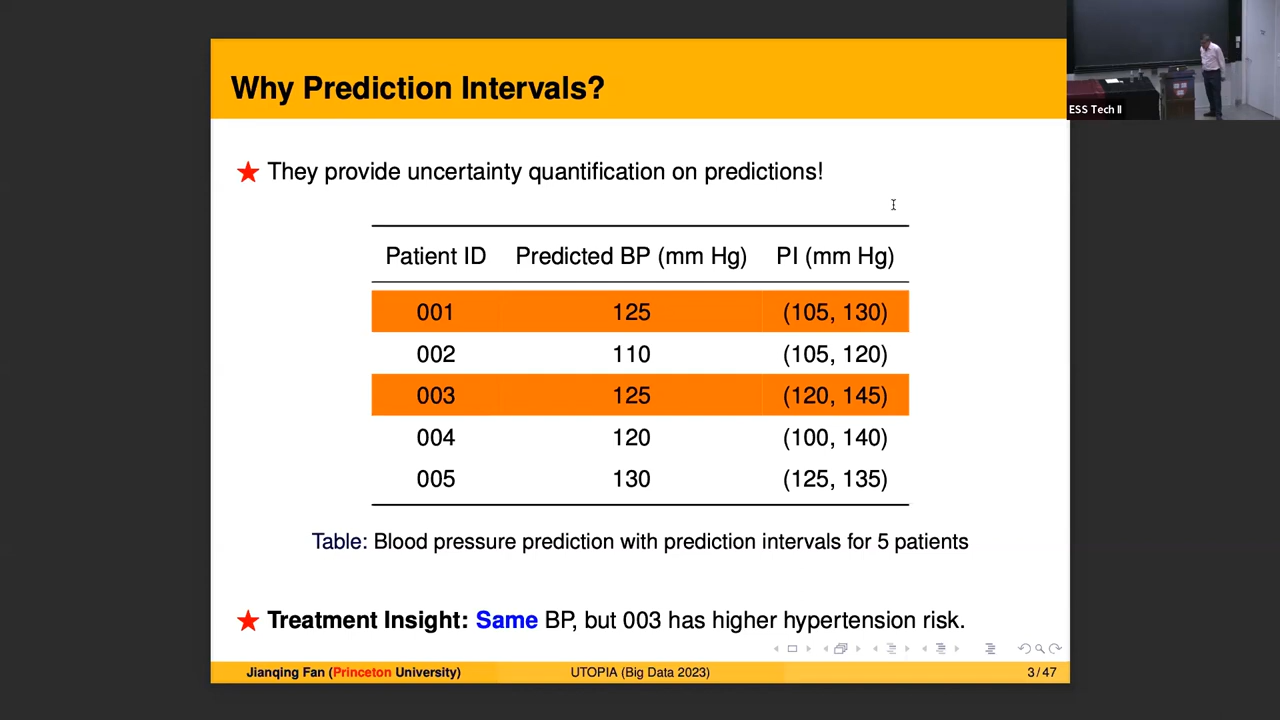 Why Prediction Intervals?
ESS Tech II
★ They provide uncertainty quantification on predictions!
Patient ID Predicted BP (mm Hg) PI (mm Hg)
001 125 (105, 130)
002 110 (105, 120)
003 125 (120, 145)
004 120 (100, 140)
005 130 (125, 135)
Table: Blood pressure prediction with prediction intervals for 5 patients
★ Treatment Insight: Same BP, but 003 has higher hypertension risk.
Jianqing Fan (Princeton University) UTOPIA (Big Data 2023) 3 / 47